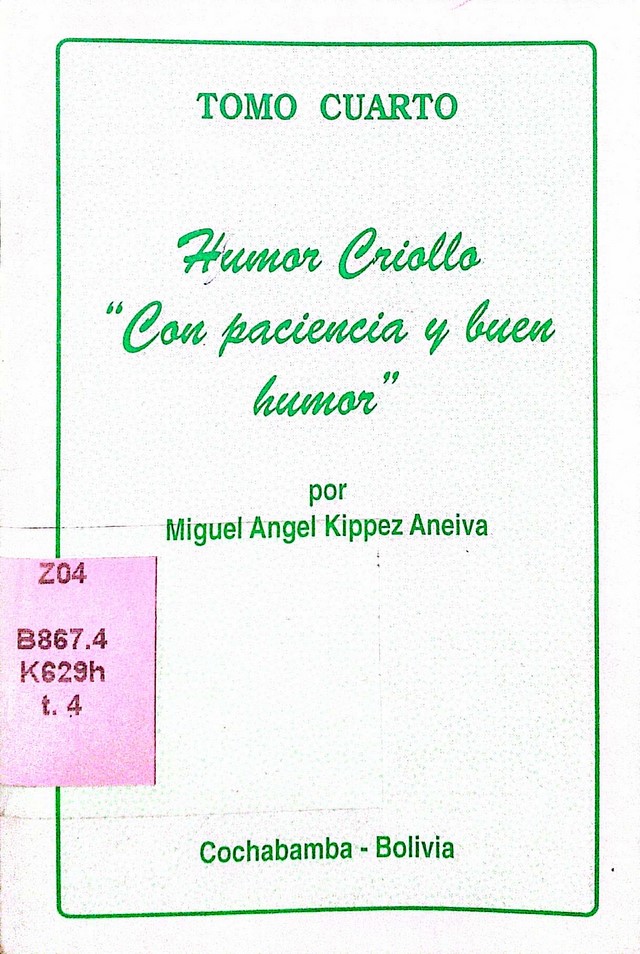 TOMO CUARTO
Humor Criollo
"Con paciencia y buen
humor"
por
Miguel Angel Kippez Aneiva
Z04
B867.4
K629h
t. 4
Cochabamba - Bolivia